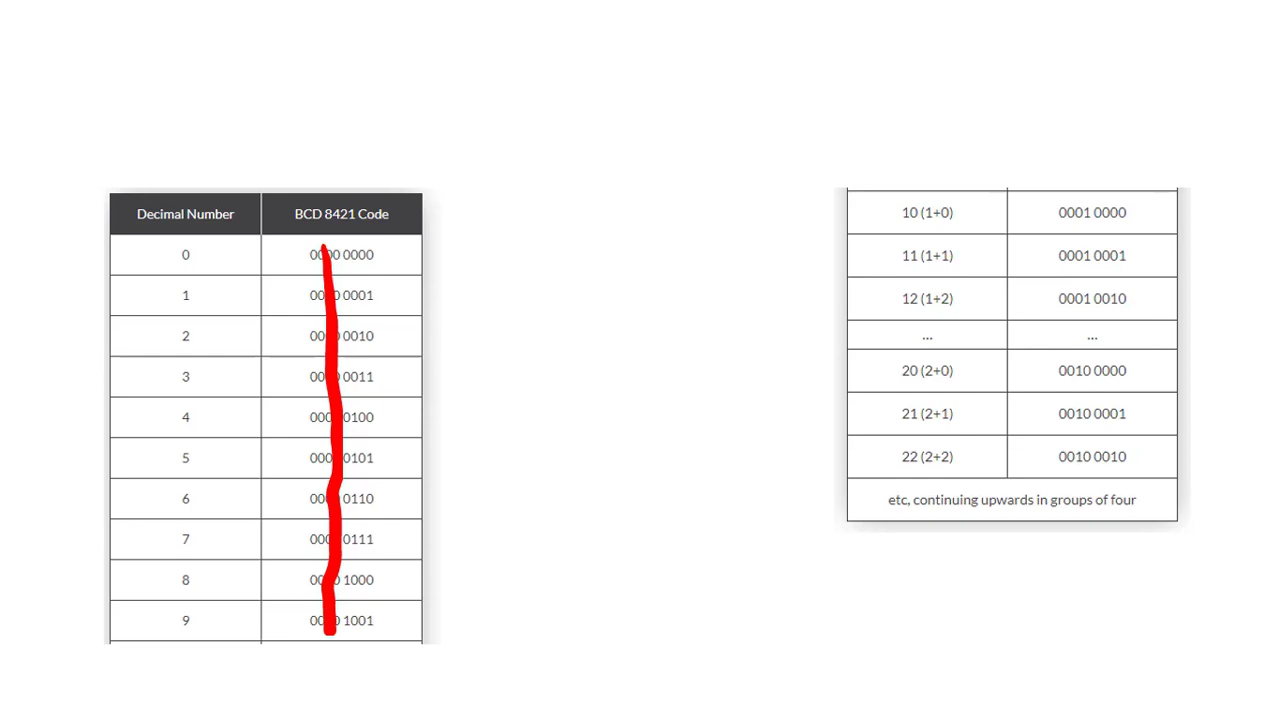 Decimal Number BCD 8421 Code
0 0000 0000
1 0000 0001
2 0000 0010
3 0000 0011
4 0000 0100
5 0000 0101
6 0000 0110
7 0000 0111
8 0000 1000
9 0000 1001
10 (1+0) 0001 0000
11 (1+1) 0001 0001
12 (1+2) 0001 0010
... ...
20 (2+0) 0010 0000
21 (2+1) 0010 0001
22 (2+2) 0010 0010
etc, continuing upwards in groups of four